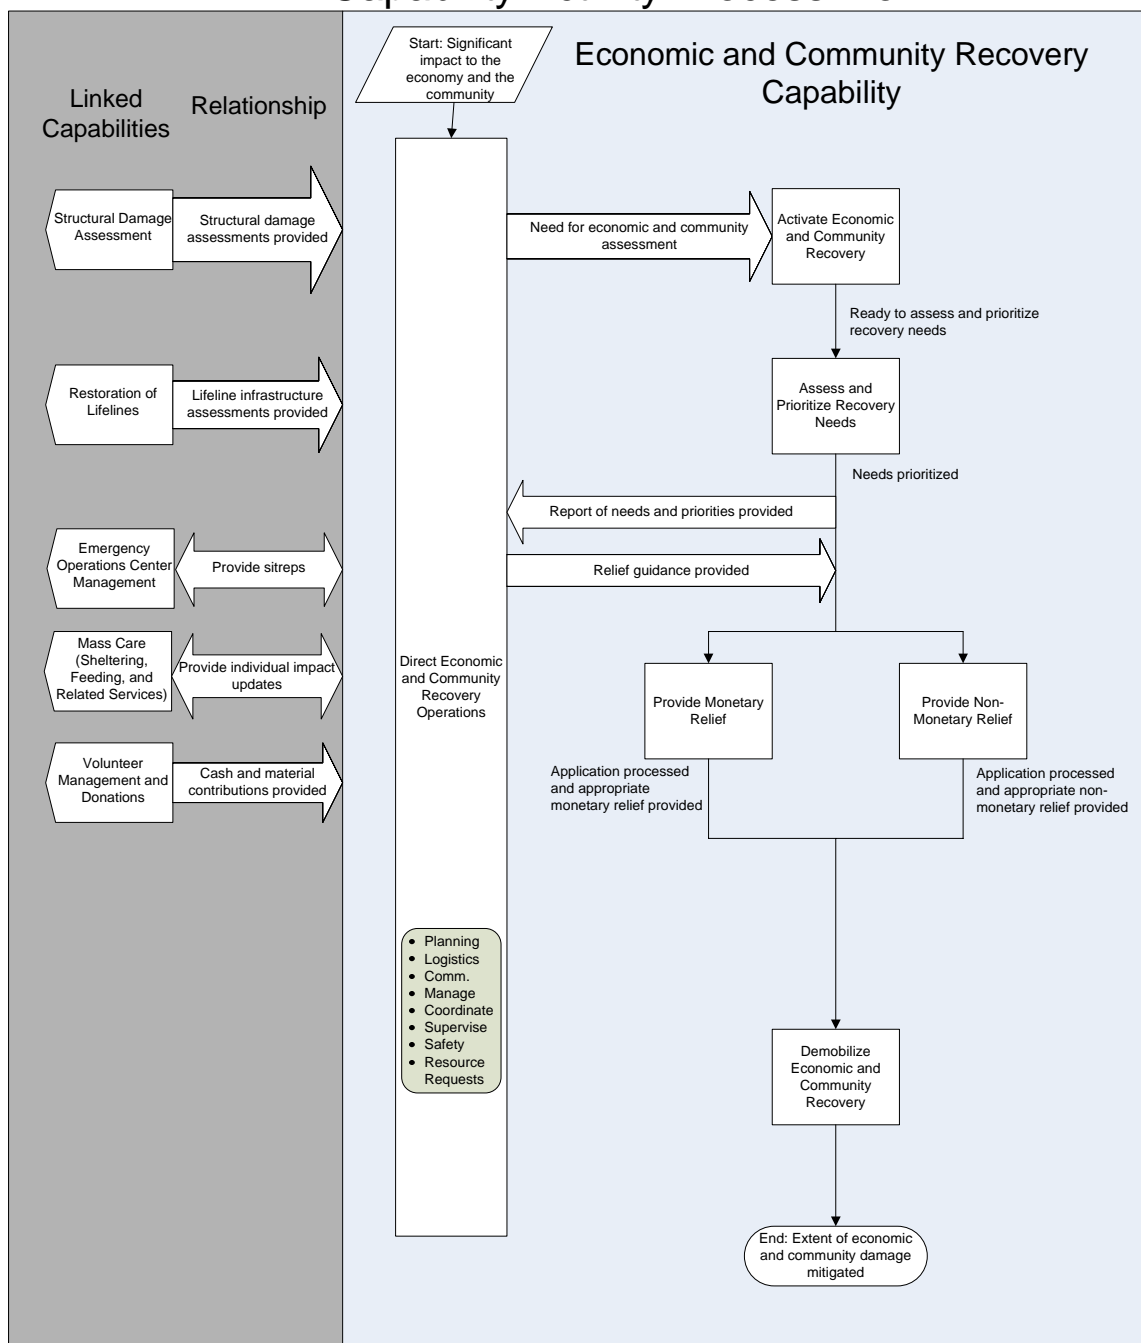 Capability Activity Process Flow
Linked
Capabilities
Relationship
Start: Significant
impact to the
economy and the
community
Economic and Community Recovery
Capability
Structural Damage
Assessment
Structural damage
assessments provided
Need for economic and community
assessment
Activate Economic
and Community
Recovery
Ready to assess and prioritize
recovery needs
Restoration of
Lifelines
Lifeline infrastructure
assessments provided
Assess and
Prioritize Recovery
Needs
Needs prioritized
Report of needs and priorities provided
Emergency
Operations Center
Management
Provide sitreps
Relief guidance provided
Mass Care
(Sheltering,
Feeding, and
Related Services)
Provide individual impact
updates
Direct Economic
and Community
Recovery
Operations
Provide Monetary
Relief
Provide Non-
Monetary Relief
Volunteer
Management and
Donations
Cash and material
contributions provided
Application processed
and appropriate
monetary relief provided
Application processed
and appropriate non-
monetary relief provided
• Planning
• Logistics
• Comm.
• Manage
• Coordinate
• Supervise
• Safety
• Resource
Requests
Demobilize
Economic and
Community
Recovery
End: Extent of economic
and community damage
mitigated